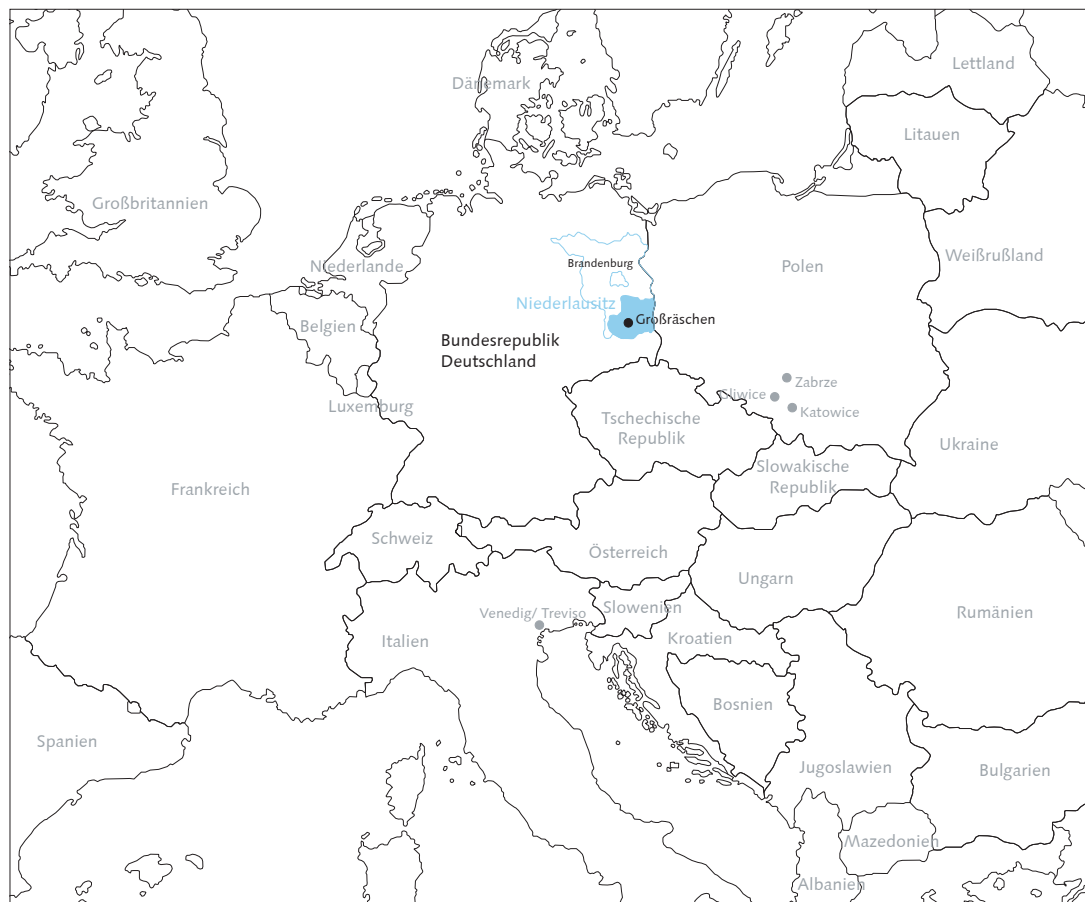 Lettland
Dänemark
Litauen
Großbritannien
Weißrußland
Niederlande
Brandenburg
Polen
Niederlausitz
Großräschen
Belgien
Bundesrepublik
Deutschland
Zabrze
Gliwice
Katowice
Luxemburg
Tschechische
Republik
Ukraine
Slowakische
Republik
Frankreich
Schweiz
Österreich
Ungarn
Venedig/ Treviso
Slowenien
Rumänien
Italien
Kroatien
Bosnien
Spanien
Jugoslawien
Bulgarien
Mazedonien
Albanien